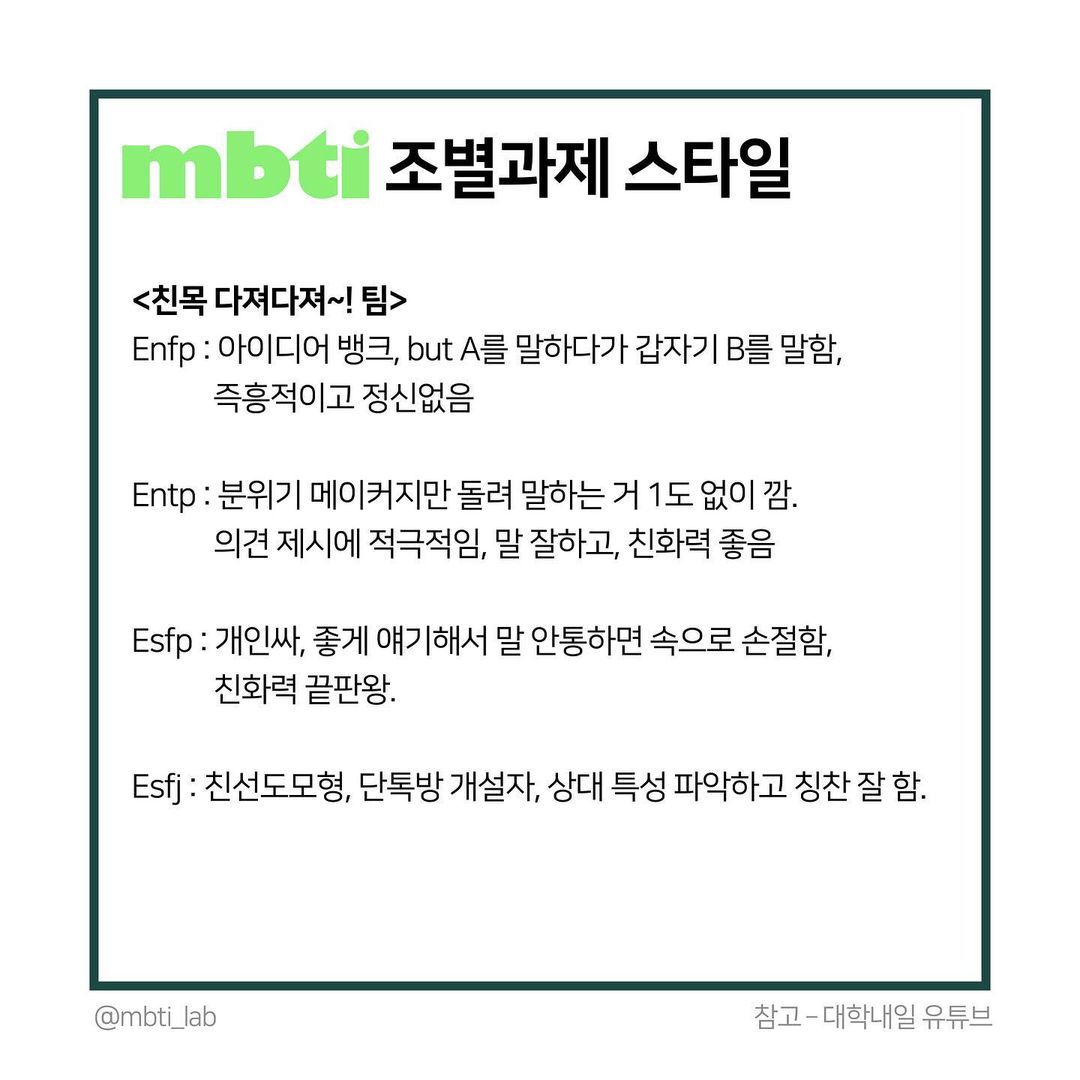 mbti 조별과제 스타일
<친목 다져다져~! 팀>
Enfp : 아이디어 뱅크, but A를 말하다가 갑자기 B를 말함,
즉흥적이고 정신없음
Entp : 분위기 메이커지만 돌려 말하는 거 1도 없이 깜.
의견 제시에 적극적임, 말 잘하고, 친화력 좋음
Esfp : 개인싸, 좋게 얘기해서 말 안통하면 속으로 손절함,
친화력 끝판왕.
Esfj : 친선도모형, 단톡방 개설자, 상대 특성 파악하고 칭찬 잘 함.
@mbti_lab
참고 – 대학내일 유튜브